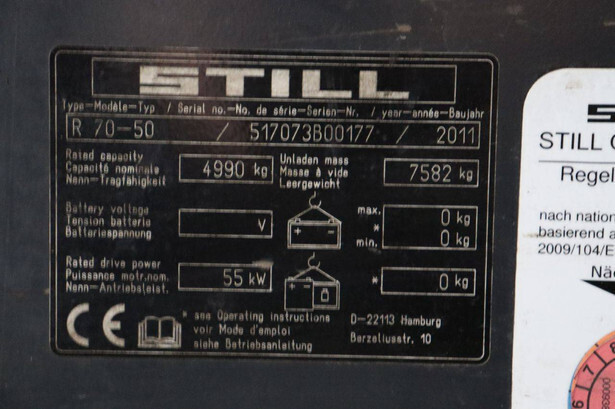 STILL
Type-Modèle-Typ / Serial no.-No. de série-Serien-Nr. / year-année-Baujahr
R 70-50 / 517073B00177 / 2011
Rated capacity
Capacité nominale
Nenn-Tragfähigkeit
4990 kg
Unladen mass
Masse à vide
Leergewicht
7582 kg
Battery voltage
Tension batterie
Batteriespannung
V
max. 0 kg
*
min. 0 kg
Rated drive power
Puissance motr.nom.
Nenn-Antriebsleist.
55 kW
* 0 kg
CE
* see Operating instructions
voir Mode d'emploi
siehe Betriebsanleitung
D-22113 Hamburg
Berzeliusstr. 10
STILL
Regel
nach nation
basierend a
2009/104/E
Nä
6 7